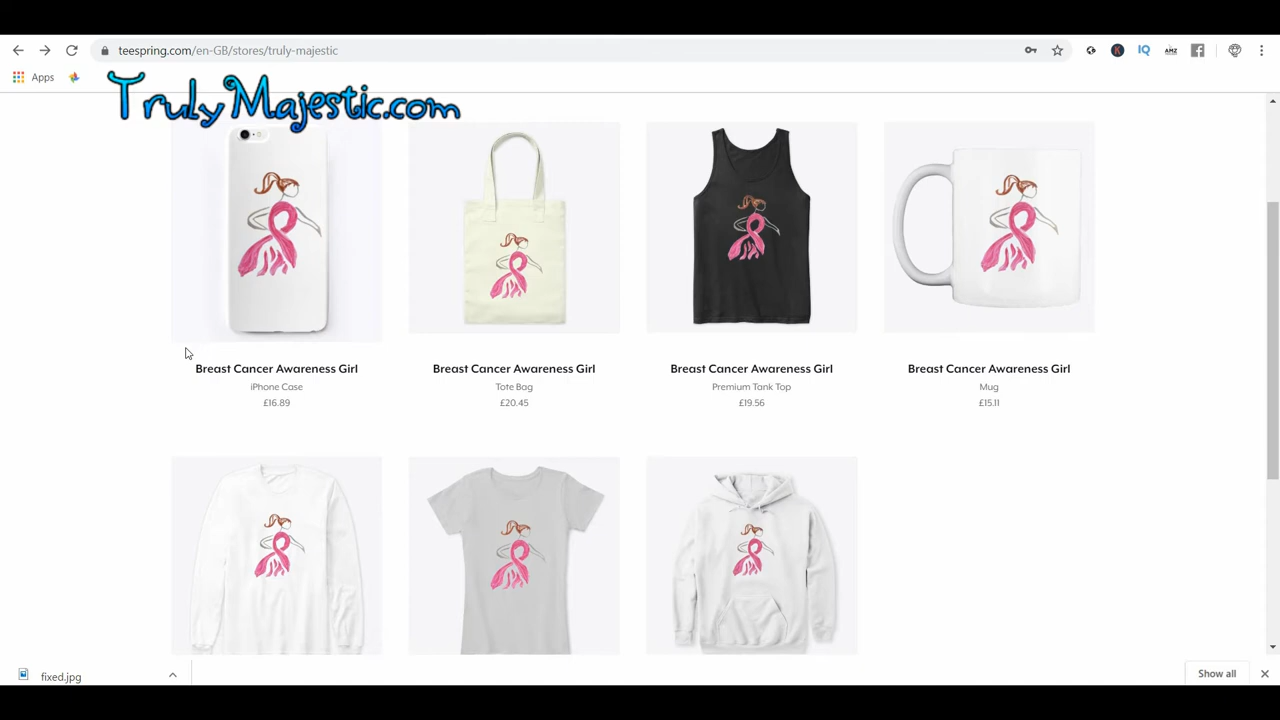 teespring.com/en-GB/stores/truly-majestic
IQ
AMZ
Apps
TrulyMajestic.com
Breast Cancer Awareness Girl
iPhone Case
£16.89
Breast Cancer Awareness Girl
Tote Bag
£20.45
Breast Cancer Awareness Girl
Premium Tank Top
£19.56
Breast Cancer Awareness Girl
Mug
£15.11
fixed.jpg
Show all